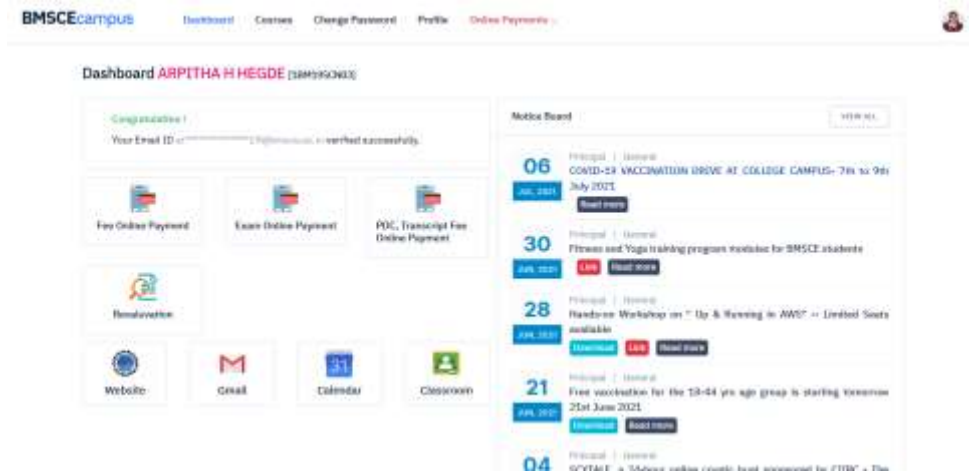 BMSCEcampus
Dashboard Courses Change Password Profile Online Payments
Dashboard ARPITHA H HEGDE
Congratulations !
Your Email ID verified successfully.
Fee Online Payment
Exam Online Payment
PDC, Transcript Fee
Online Payment
Revaluation
Website
Gmail
31
Calendar
Classroom
Notice Board
VIEW ALL
06
JUL, 2021
Principal | General
COVID-19 VACCINATION DRIVE AT COLLEGE CAMPUS- 7th to 9th
July 2021
Read more
30
JUN, 2021
Principal | General
Fitness and Yoga training program modules for BMSCE students
Link Read more
28
JUN, 2021
Principal | General
Hands-on Workshop on " Up & Running in AWS" -- Limited Seats
available
Download Link Read more
21
JUN, 2021
Principal | General
Free vaccination for the 18-44 yrs age group is starting tomorrow
21st June 2021
Download Read more
04
Principal | General